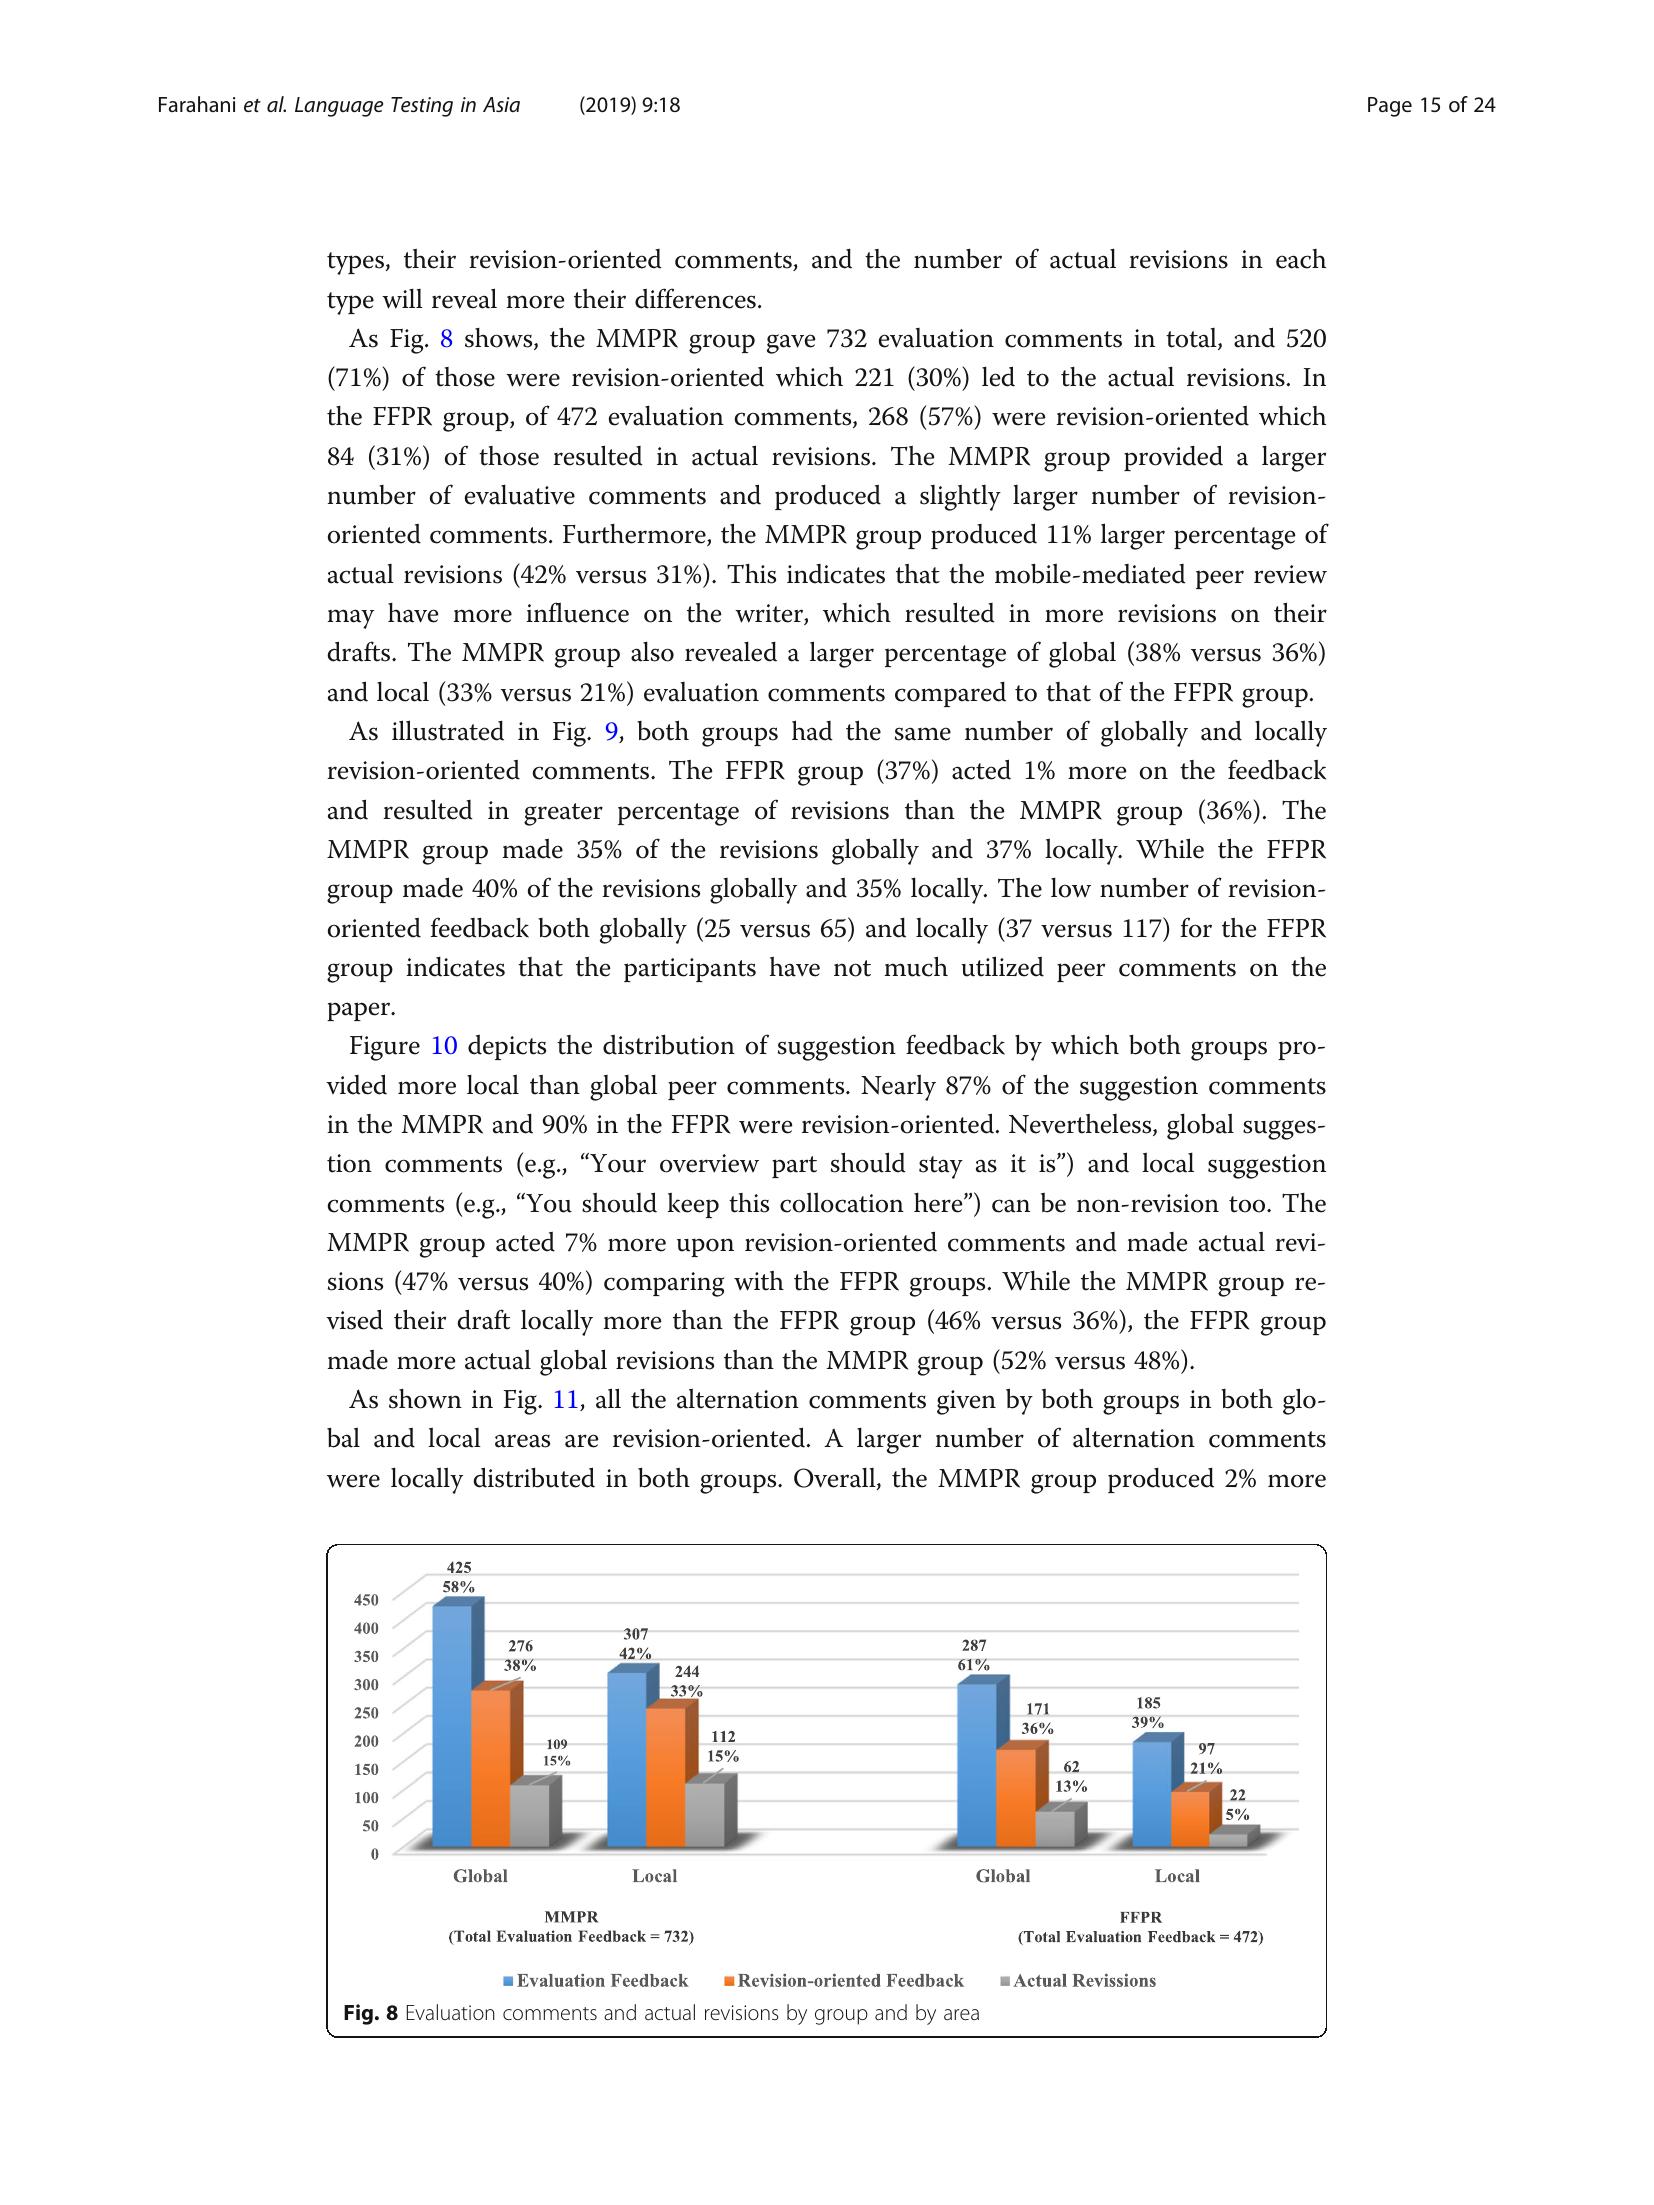 Farahani et al. Language Testing in Asia (2019) 9:18 Page 15 of 24
types, their revision-oriented comments, and the number of actual revisions in each
type will reveal more their differences.
As Fig. 8 shows, the MMPR group gave 732 evaluation comments in total, and 520
(71%) of those were revision-oriented which 221 (30%) led to the actual revisions. In
the FFPR group, of 472 evaluation comments, 268 (57%) were revision-oriented which
84 (31%) of those resulted in actual revisions. The MMPR group provided a larger
number of evaluative comments and produced a slightly larger number of revision-
oriented comments. Furthermore, the MMPR group produced 11% larger percentage of
actual revisions (42% versus 31%). This indicates that the mobile-mediated peer review
may have more influence on the writer, which resulted in more revisions on their
drafts. The MMPR group also revealed a larger percentage of global (38% versus 36%)
and local (33% versus 21%) evaluation comments compared to that of the FFPR group.
As illustrated in Fig. 9, both groups had the same number of globally and locally
revision-oriented comments. The FFPR group (37%) acted 1% more on the feedback
and resulted in greater percentage of revisions than the MMPR group (36%). The
MMPR group made 35% of the revisions globally and 37% locally. While the FFPR
group made 40% of the revisions globally and 35% locally. The low number of revision-
oriented feedback both globally (25 versus 65) and locally (37 versus 117) for the FFPR
group indicates that the participants have not much utilized peer comments on the
paper.
Figure 10 depicts the distribution of suggestion feedback by which both groups pro-
vided more local than global peer comments. Nearly 87% of the suggestion comments
in the MMPR and 90% in the FFPR were revision-oriented. Nevertheless, global sugges-
tion comments (e.g., “Your overview part should stay as it is”) and local suggestion
comments (e.g., “You should keep this collocation here”) can be non-revision too. The
MMPR group acted 7% more upon revision-oriented comments and made actual revi-
sions (47% versus 40%) comparing with the FFPR groups. While the MMPR group re-
vised their draft locally more than the FFPR group (46% versus 36%), the FFPR group
made more actual global revisions than the MMPR group (52% versus 48%).
As shown in Fig. 11, all the alternation comments given by both groups in both glo-
bal and local areas are revision-oriented. A larger number of alternation comments
were locally distributed in both groups. Overall, the MMPR group produced 2% more
450
400
350
300
250
200
150
100
50
0
425
58%
276
38%
109
15%
307
42%
244
33%
112
15%
287
61%
171
36%
62
13%
185
39%
97
21%
22
5%
Global Local Global Local
MMPR FFPR
(Total Evaluation Feedback = 732) (Total Evaluation Feedback = 472)
Evaluation Feedback Revision-oriented Feedback Actual Revissions
Fig. 8 Evaluation comments and actual revisions by group and by area